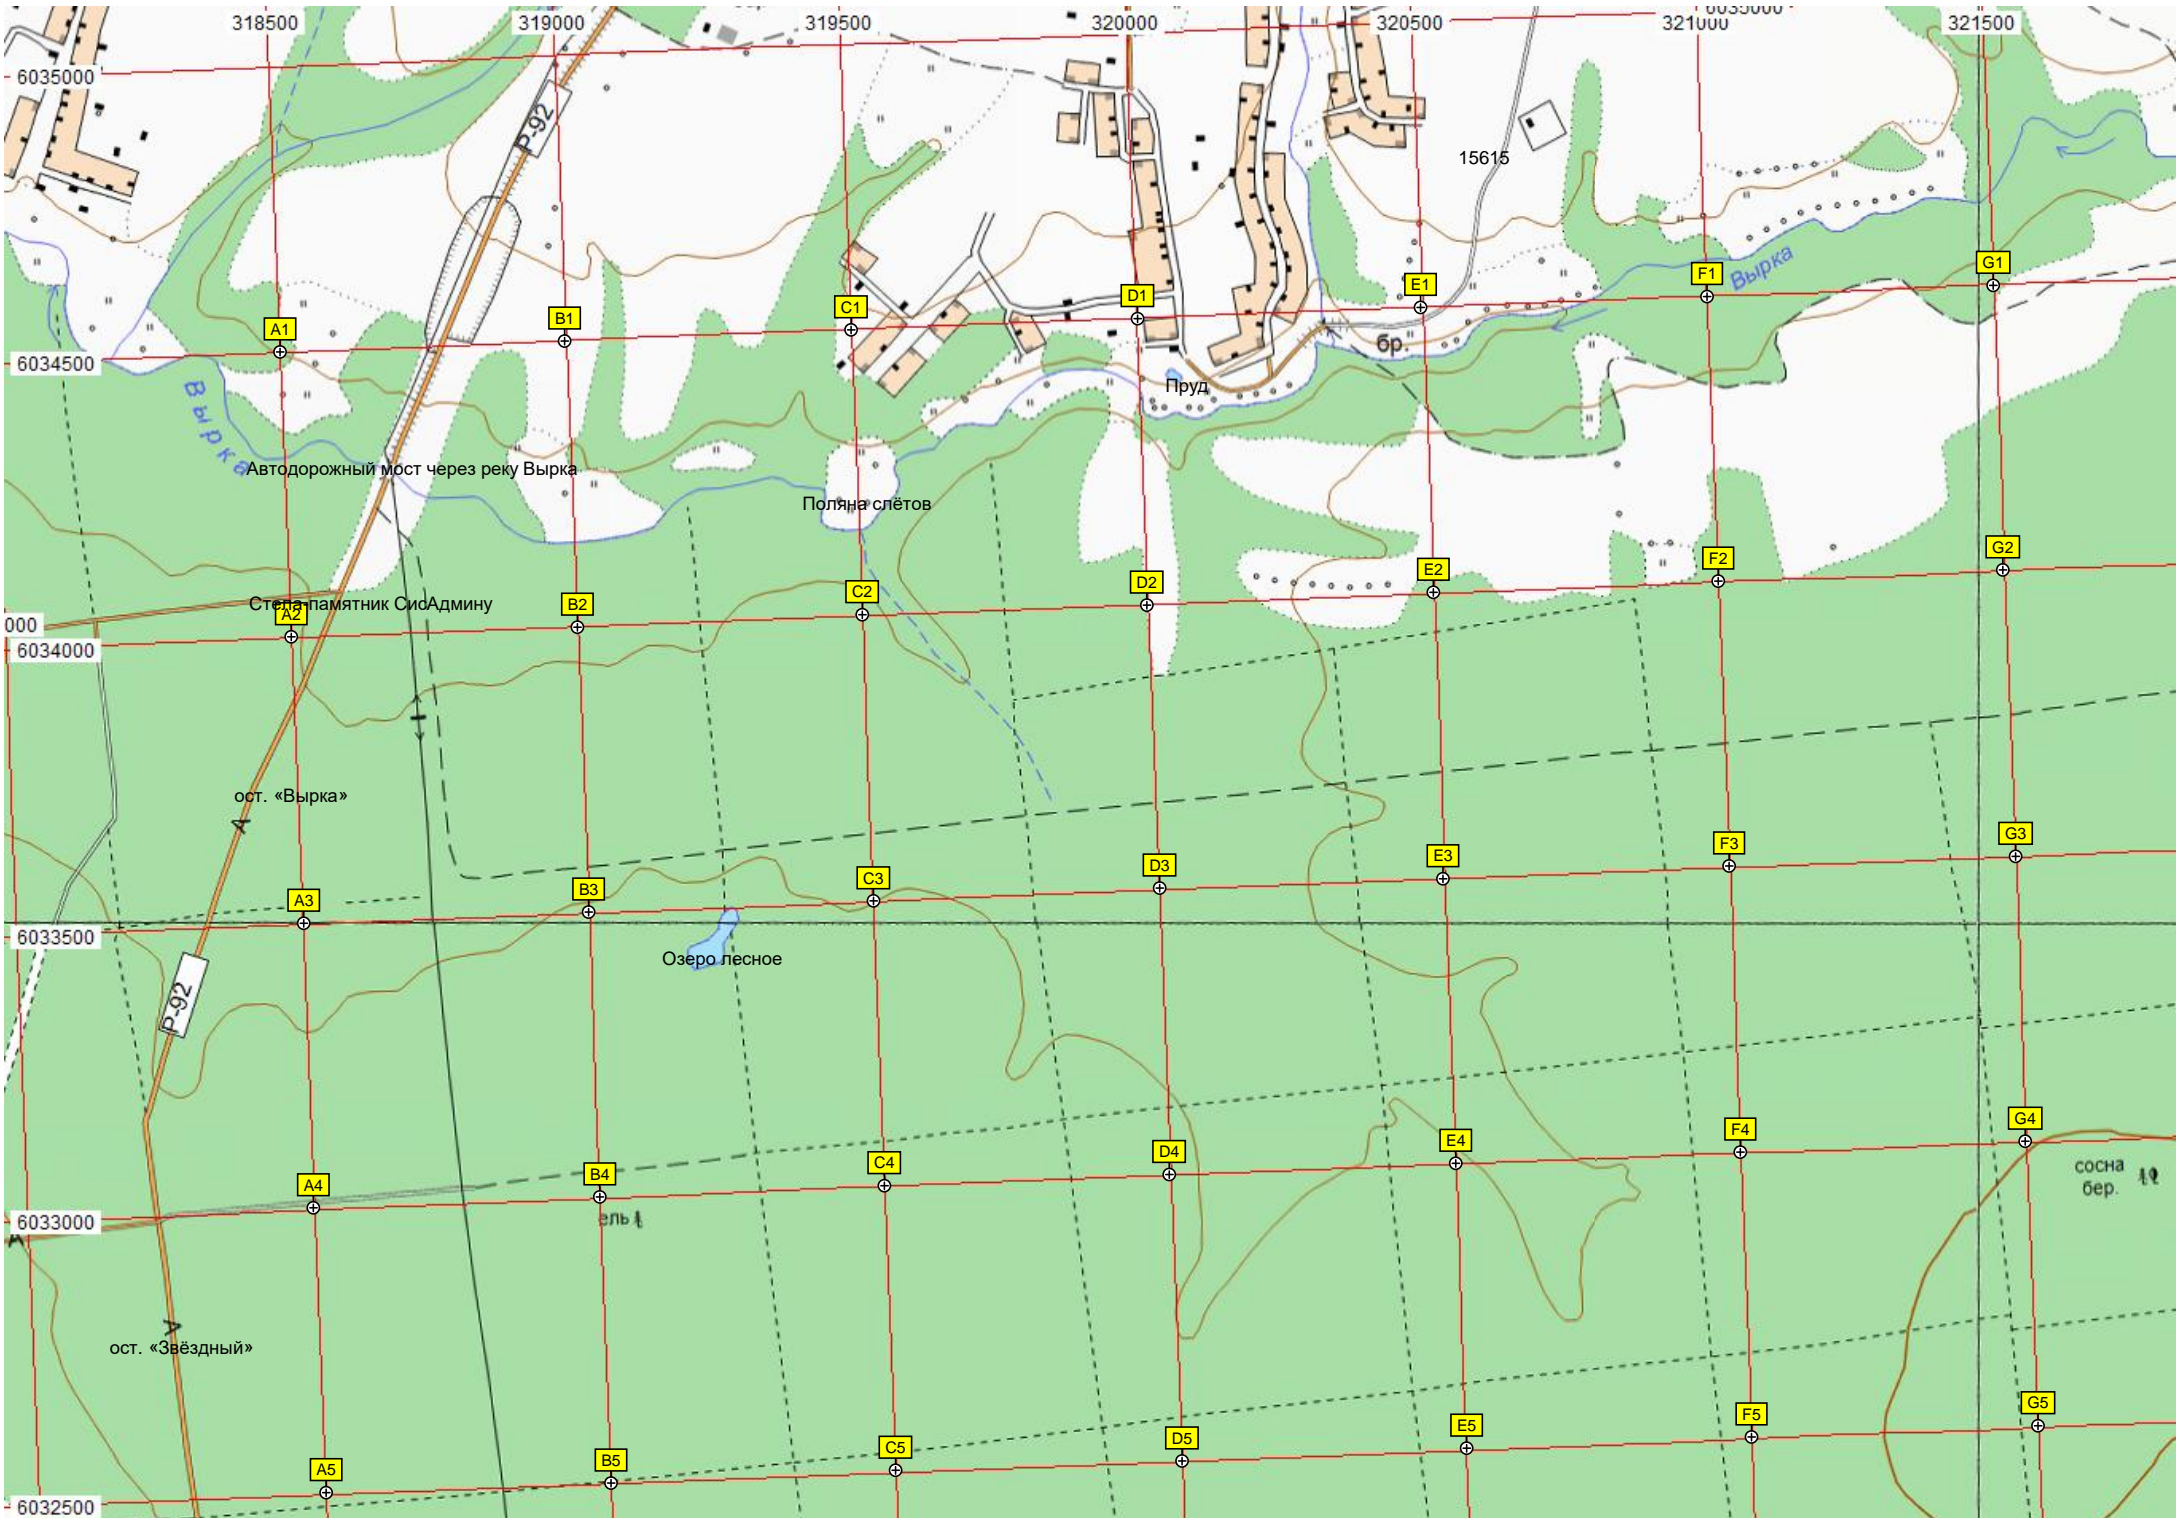 318500 319000 319500 320000 320500 321000 6035000 321500
6035000
Р-92
15615
A1 B1 C1 D1 E1 F1 G1
Вырка
6034500
бр.
Пруд
Вырка
Автодорожный мост через реку Вырка
Поляна слётов
Стела-памятник СисАдмину
A2 B2 C2 D2 E2 F2 G2
000
6034000
ост. «Вырка»
А
A3 B3 C3 D3 E3 F3 G3
6033500
Озеро лесное
Р-92
A4 B4 C4 D4 E4 F4 G4
сосна
бер.
ель
6033000
А
А
ост. «Звёздный»
A5 B5 C5 D5 E5 F5 G5
6032500